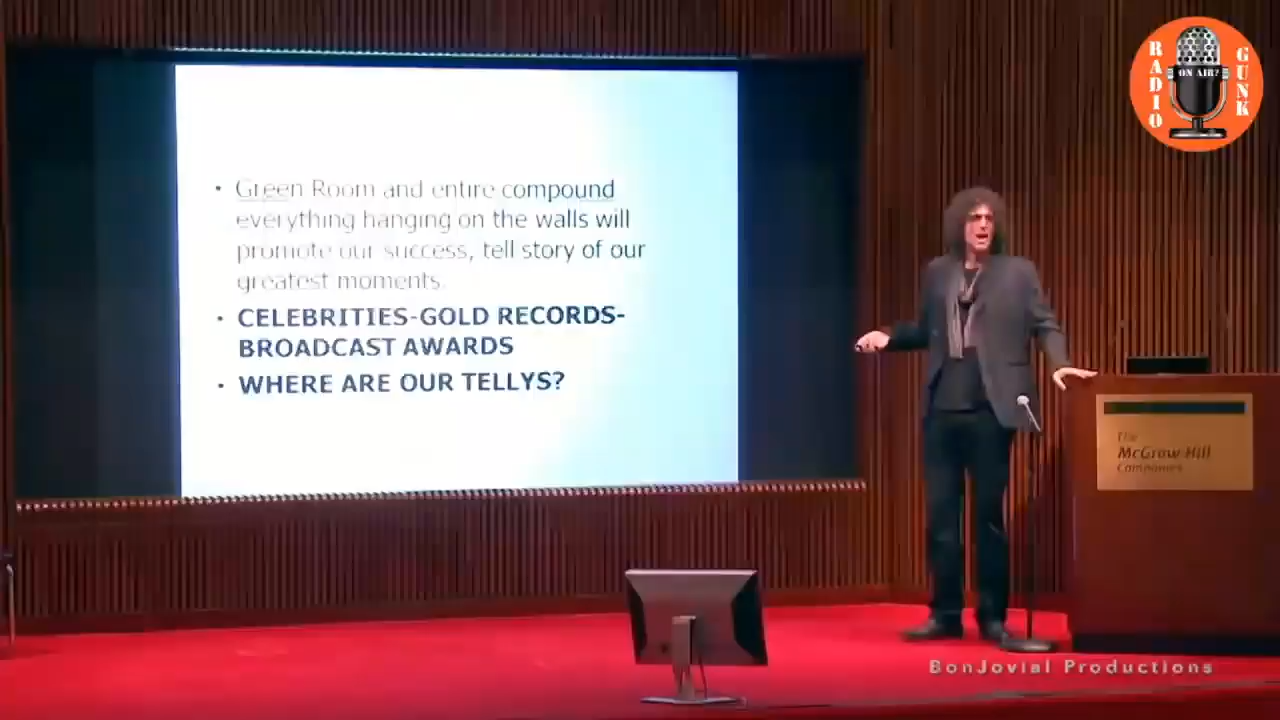 • Green Room and entire compound
everything hanging on the walls will
promote our success, tell story of our
greatest moments.
• CELEBRITIES-GOLD RECORDS-
BROADCAST AWARDS
• WHERE ARE OUR TELLYS?
RADIO
ON AIR?
GUNK
The
McGraw-Hill
Companies
BonJovial Productions